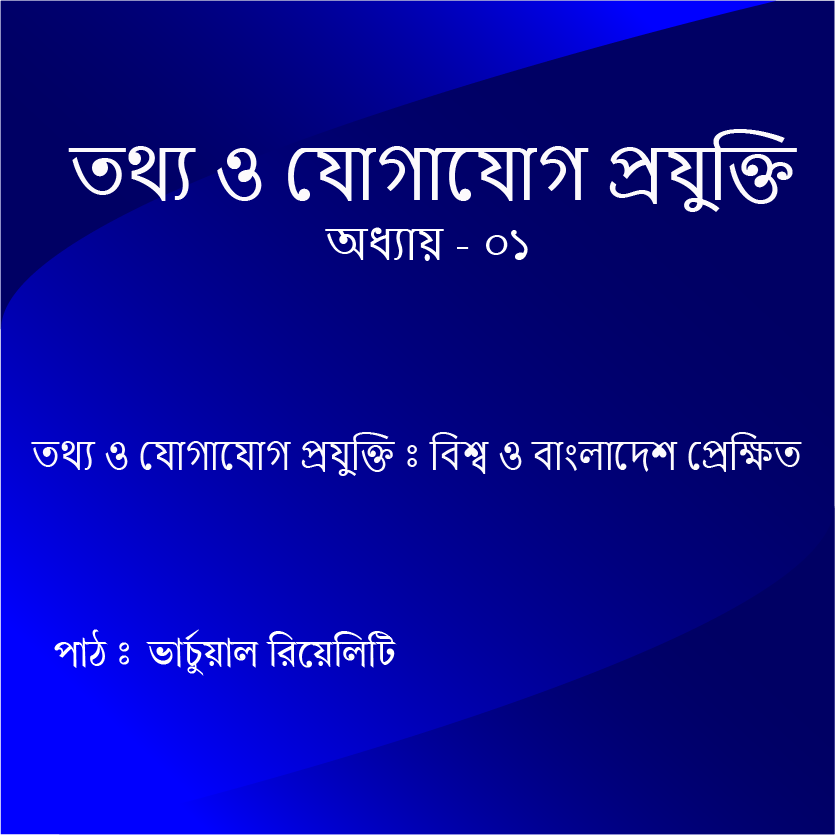 তথ্য ও যোগাযোগ প্রযুক্তি
অধ্যায় - ০১
তথ্য ও যোগাযোগ প্রযুক্তি ঃ বিশ্ব ও বাংলাদেশ প্রেক্ষিত
পাঠ ঃ ভার্চুয়াল রিয়েলিটি